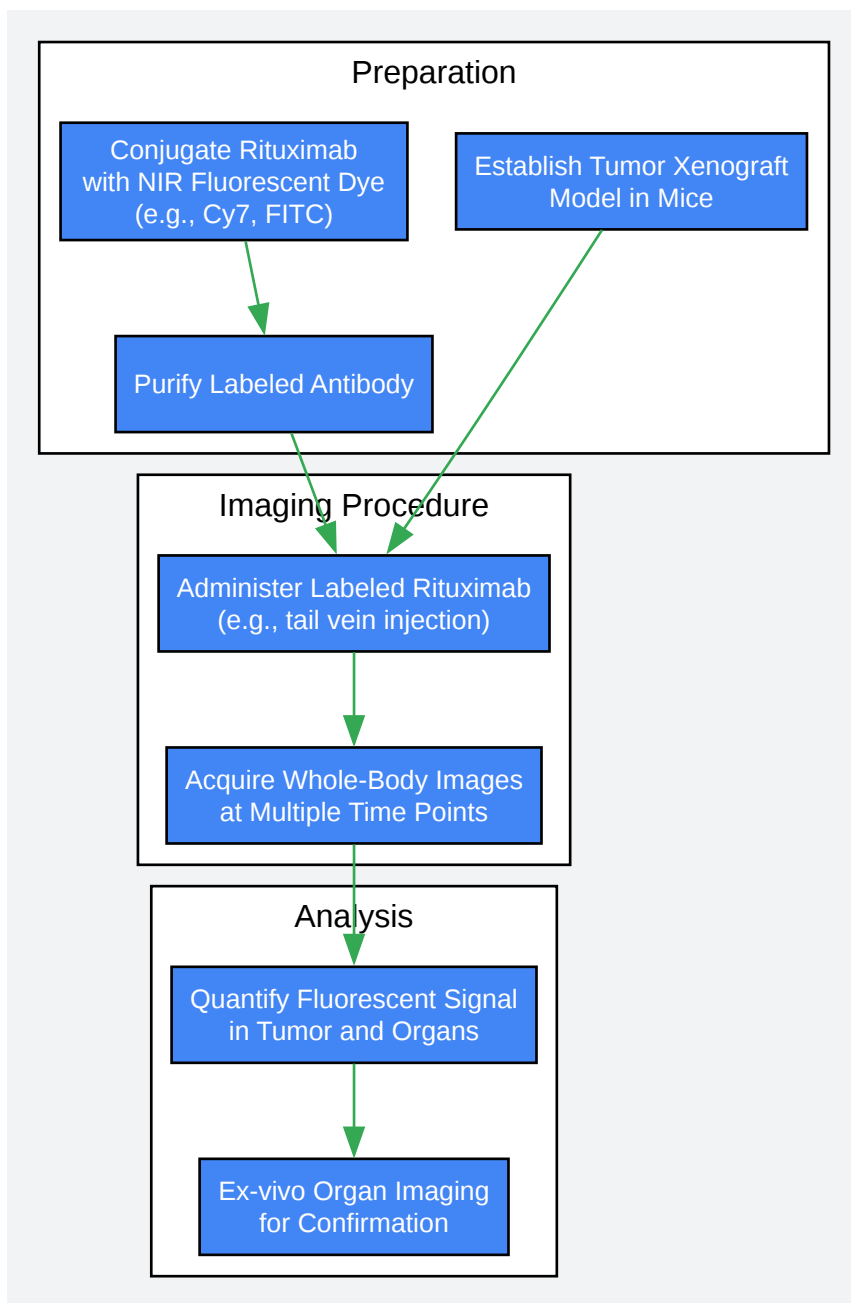 Preparation
Conjugate Rituximab
with NIR Fluorescent Dye
(e.g., Cy7, FITC)
Establish Tumor Xenograft
Model in Mice
Purify Labeled Antibody
Imaging Procedure
Administer Labeled Rituximab
(e.g., tail vein injection)
Acquire Whole-Body Images
at Multiple Time Points
Analysis
Quantify Fluorescent Signal
in Tumor and Organs
Ex-vivo Organ Imaging
for Confirmation